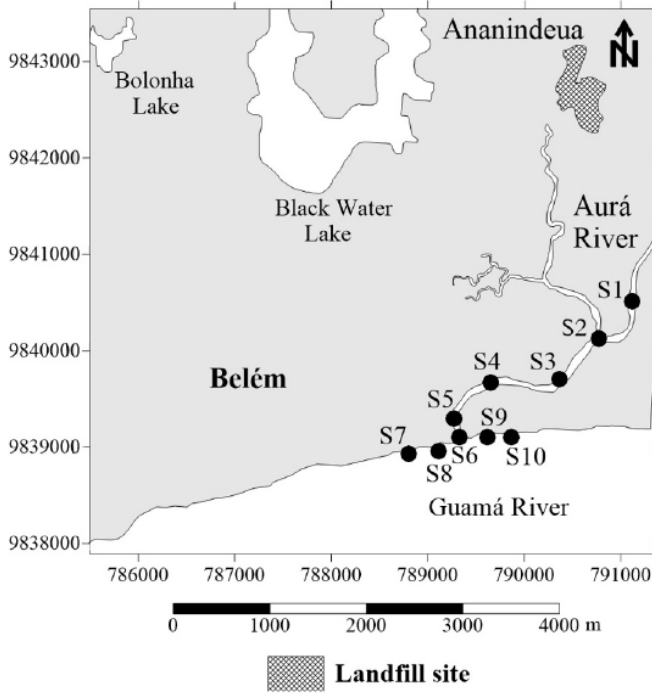 Ananindeua
N
9843000
Bolonha
Lake
9842000
Black Water
Lake
Aurá
River
9841000
S1
S2
9840000
S4
S3
Belém
S5
S9
9839000
S7
S6
S10
S8
Guamá River
9838000
786000 787000 788000 789000 790000 791000
0 1000 2000 3000 4000 m
Landfill site